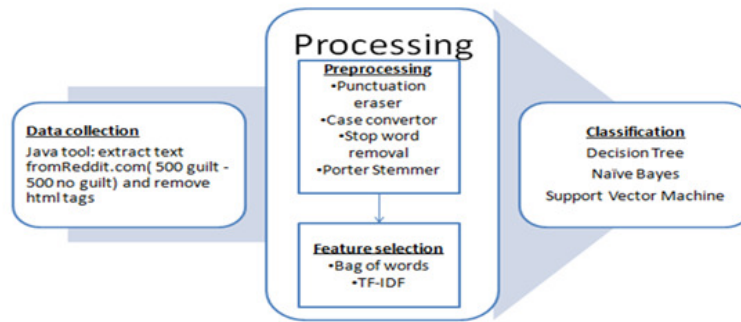 Data collection
Java tool: extract text
fromReddit.com( 500 guilt -
500 no guilt) and remove
html tags
Processing
Preprocessing
•Punctuation
eraser
•Case convertor
•Stop word
removal
•Porter Stemmer
Feature selection
•Bag of words
•TF-IDF
Classification
Decision Tree
Naïve Bayes
Support Vector Machine